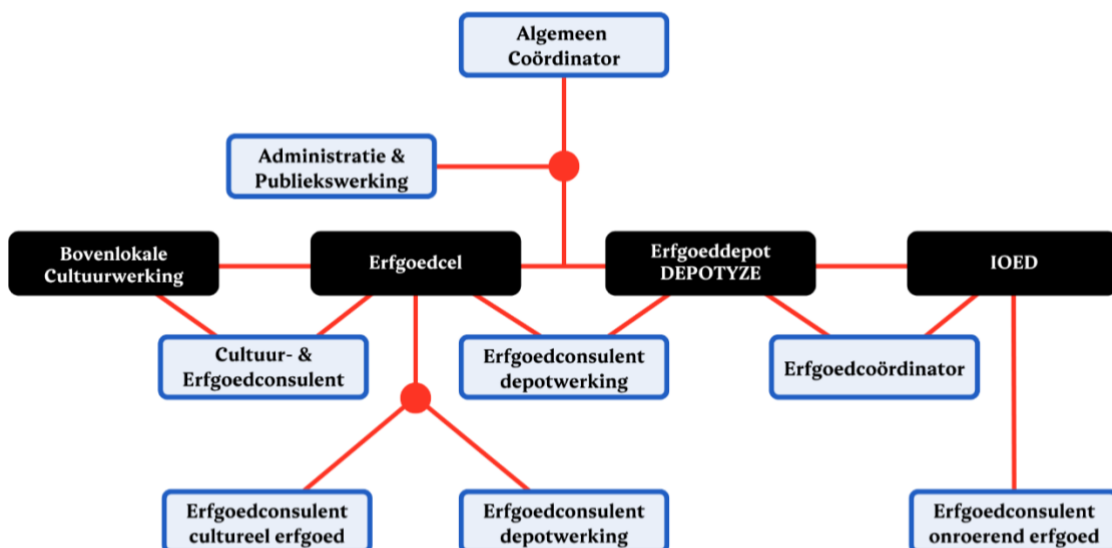 Algemeen
Coördinator
Administratie &
Publiekswerking
Bovenlokale
Cultuurwerking
Erfgoedcel
Erfgoeddepot
DEPOTYZE
IOED
Cultuur- &
Erfgoedconsulent
Erfgoedconsulent
depotwerking
Erfgoedcoördinator
Erfgoedconsulent
cultureel erfgoed
Erfgoedconsulent
depotwerking
Erfgoedconsulent
onroerend erfgoed